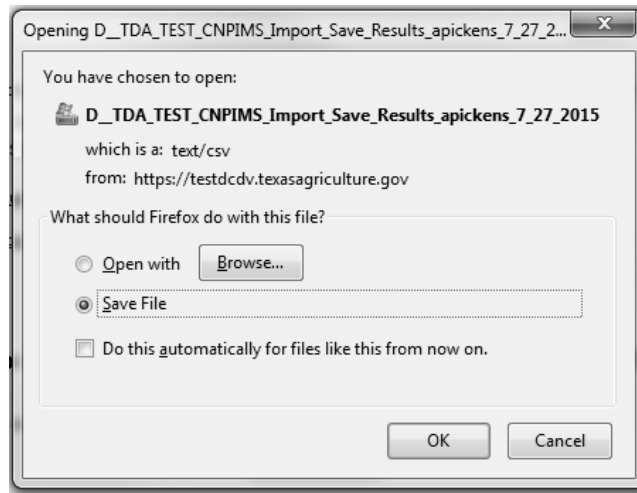 Opening D__TDA_TEST_CNPIMS_Import_Save_Results_apickens_7_27_2...
You have chosen to open:
D__TDA_TEST_CNPIMS_Import_Save_Results_apickens_7_27_2015
which is a: text/csv
from: https://testdcdv.texasagriculture.gov
What should Firefox do with this file?
Open with Browse...
Save File
Do this automatically for files like this from now on.
OK Cancel